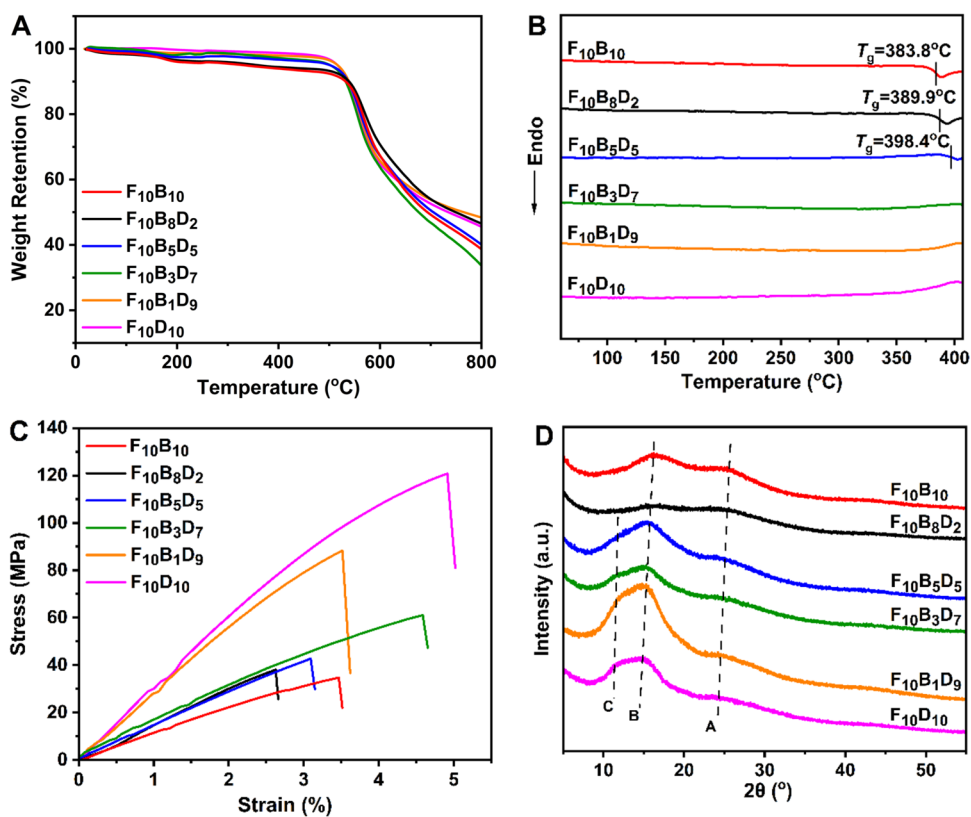 A
100
80
60
40
20
Weight Retention (%)
F10B10
F10B8D2
F10B5D5
F10B3D7
F10B1D9
F10D10
0 200 400 600 800
Temperature (°C)
B
Endo
F10B10
Tg=383.8°C
F10B8D2
Tg=389.9°C
F10B5D5
Tg=398.4°C
F10B3D7
F10B1D9
F10D10
100 150 200 250 300 350 400
Temperature (°C)
C
140
120
100
80
60
40
20
0
Stress (MPa)
F10B10
F10B8D2
F10B5D5
F10B3D7
F10B1D9
F10D10
0 1 2 3 4 5
Strain (%)
D
Intensity (a.u.)
F10B10
F10B8D2
F10B5D5
F10B3D7
F10B1D9
F10D10
C B A
10 20 30 40 50
2θ (°)